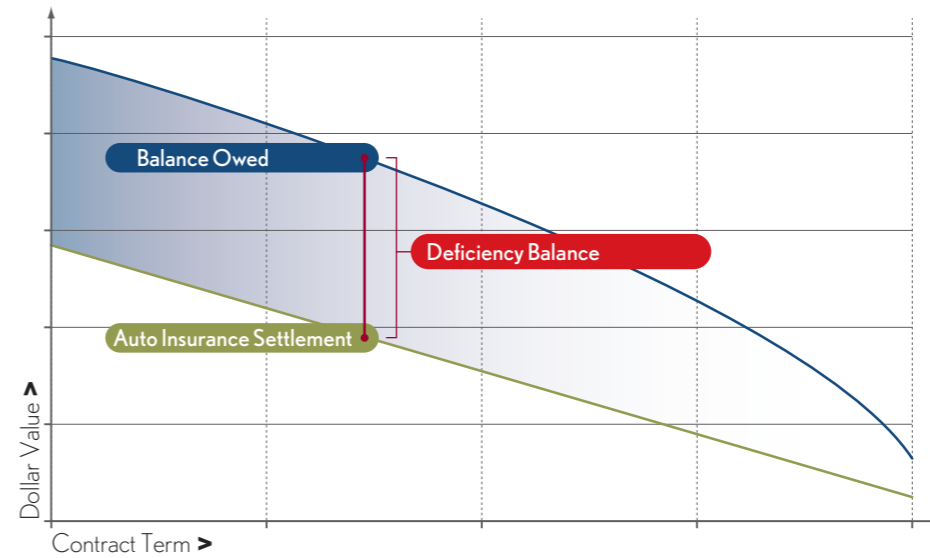 Balance Owed
Deficiency Balance
Auto Insurance Settlement
Dollar Value >
Contract Term >